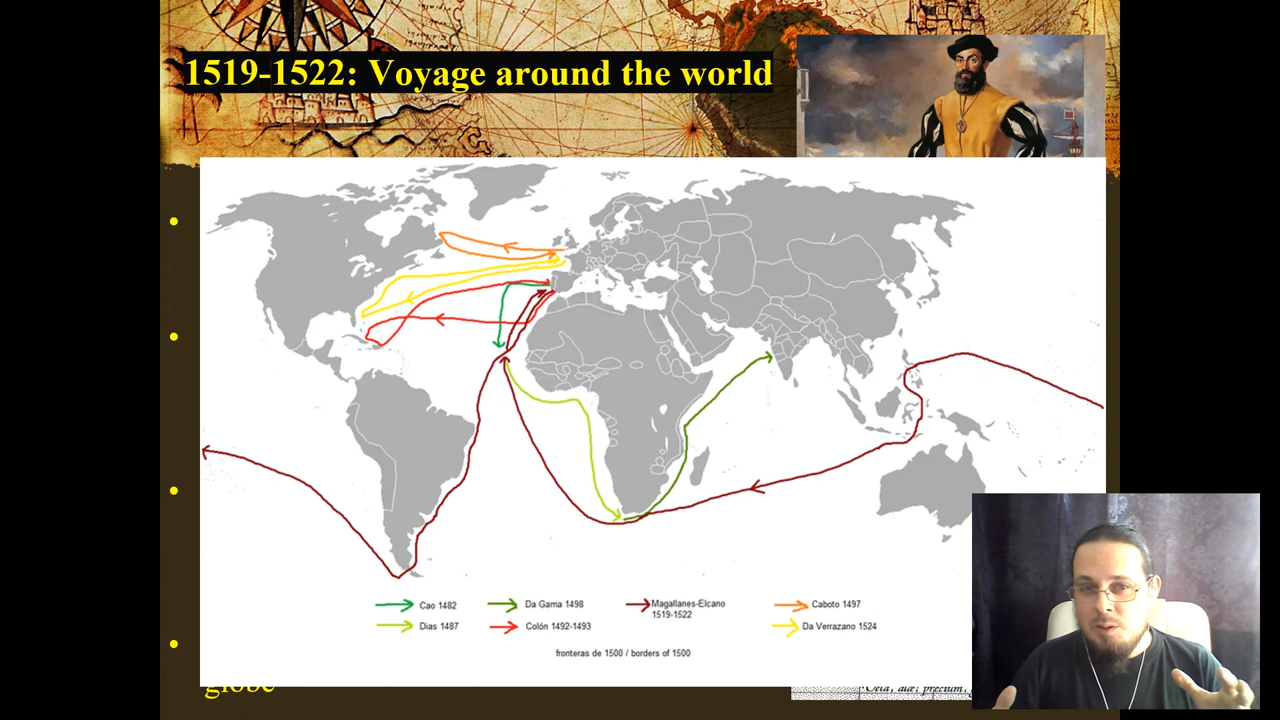 1519-1522: Voyage around the world
Cao 1482
Da Gama 1498
Magallanes-Elcano
1519-1522
Caboto 1497
Dias 1487
Colón 1492-1493
Da Verrazano 1524
fronteras de 1500 / borders of 1500
globe